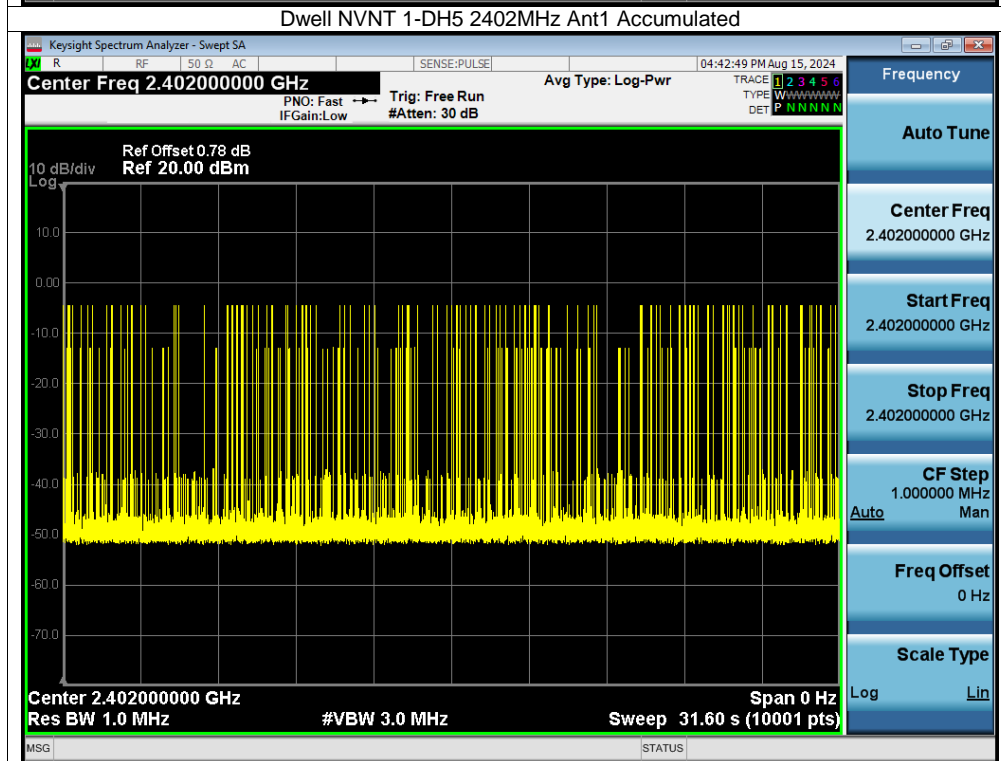 Dwell NVNT 1-DH5 2402MHz Ant1 Accumulated
Keysight Spectrum Analyzer - Swept SA
LXI R RF 50 Ω AC SENSE:PULSE 04:42:49 PM Aug 15, 2024
Center Freq 2.402000000 GHz
PNO: Fast
IFGain:Low
Trig: Free Run
#Atten: 30 dB
Avg Type: Log-Pwr
TRACE 1 2 3 4 5 6
TYPE WWWWWW
DET P N N N N N
Ref Offset 0.78 dB
10 dB/div Ref 20.00 dBm
Log
10.0
0.00
-10.0
-20.0
-30.0
-40.0
-50.0
-60.0
-70.0
Center 2.402000000 GHz Span 0 Hz
Res BW 1.0 MHz #VBW 3.0 MHz Sweep 31.60 s (10001 pts)
MSG STATUS
Frequency
Auto Tune
Center Freq
2.402000000 GHz
Start Freq
2.402000000 GHz
Stop Freq
2.402000000 GHz
CF Step
1.000000 MHz
Auto Man
Freq Offset
0 Hz
Scale Type
Log Lin